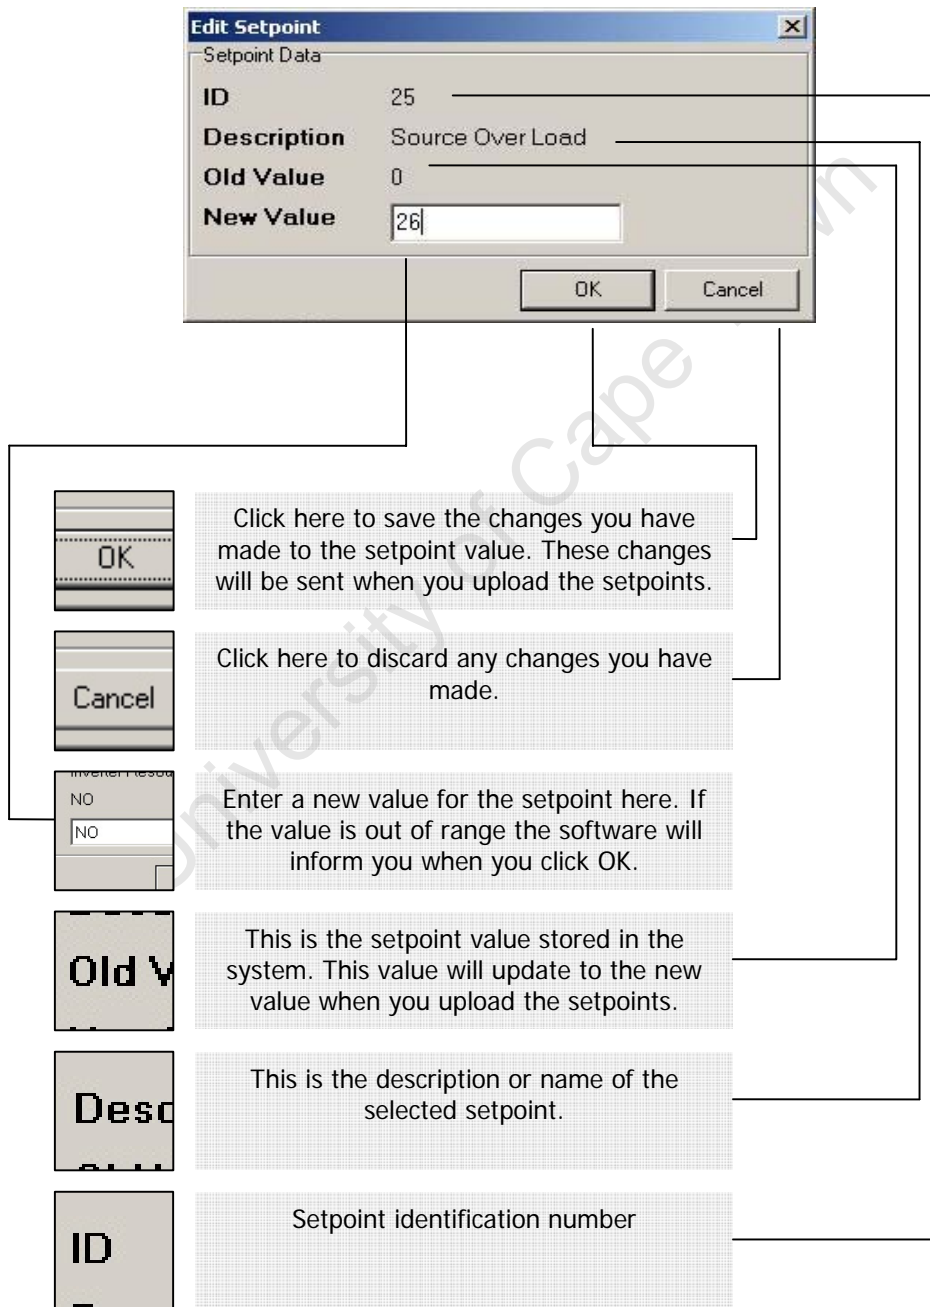 Edit Setpoint
Setpoint Data
ID 25
Description Source Over Load
Old Value 0
New Value 26
OK Cancel
University of Cape Town
OK
Click here to save the changes you have
made to the setpoint value. These changes
will be sent when you upload the setpoints.
Cancel
Click here to discard any changes you have
made.
NO
NO
Enter a new value for the setpoint here. If
the value is out of range the software will
inform you when you click OK.
Old V
This is the setpoint value stored in the
system. This value will update to the new
value when you upload the setpoints.
Desc
This is the description or name of the
selected setpoint.
ID
Setpoint identification number